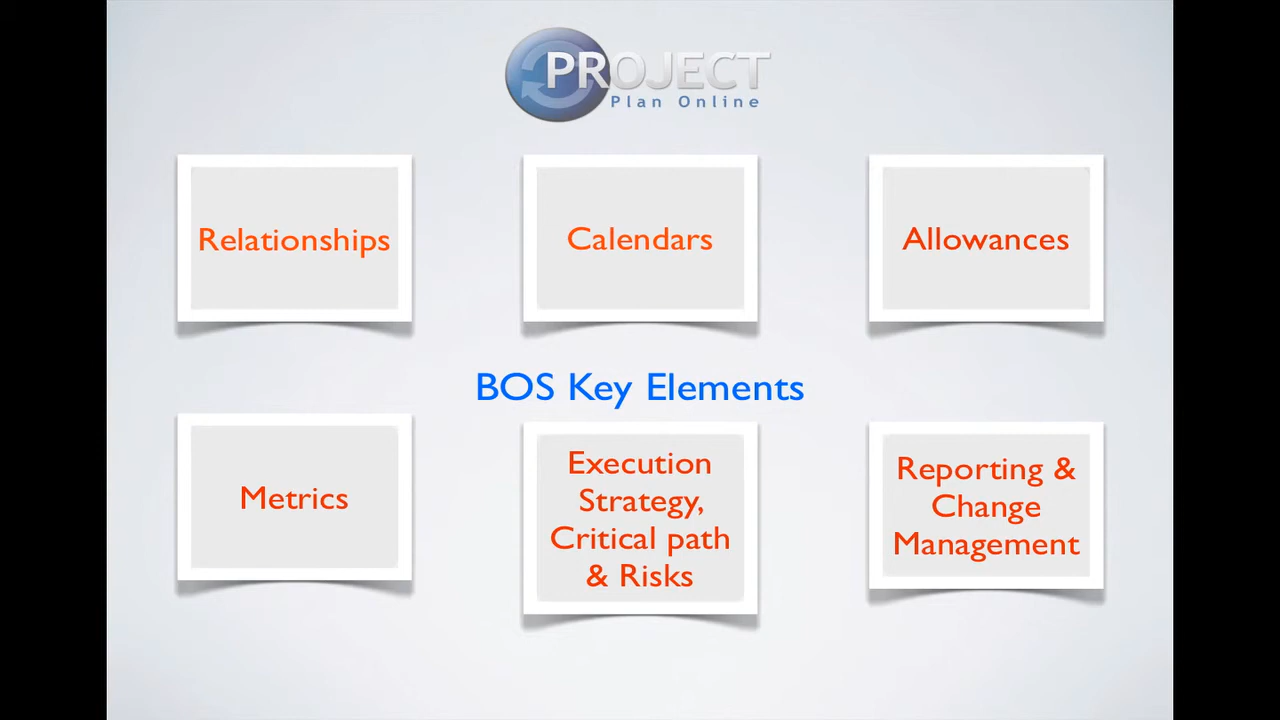 PROJECT
Plan Online
Relationships
Calendars
Allowances
BOS Key Elements
Metrics
Execution
Strategy,
Critical path
& Risks
Reporting &
Change
Management